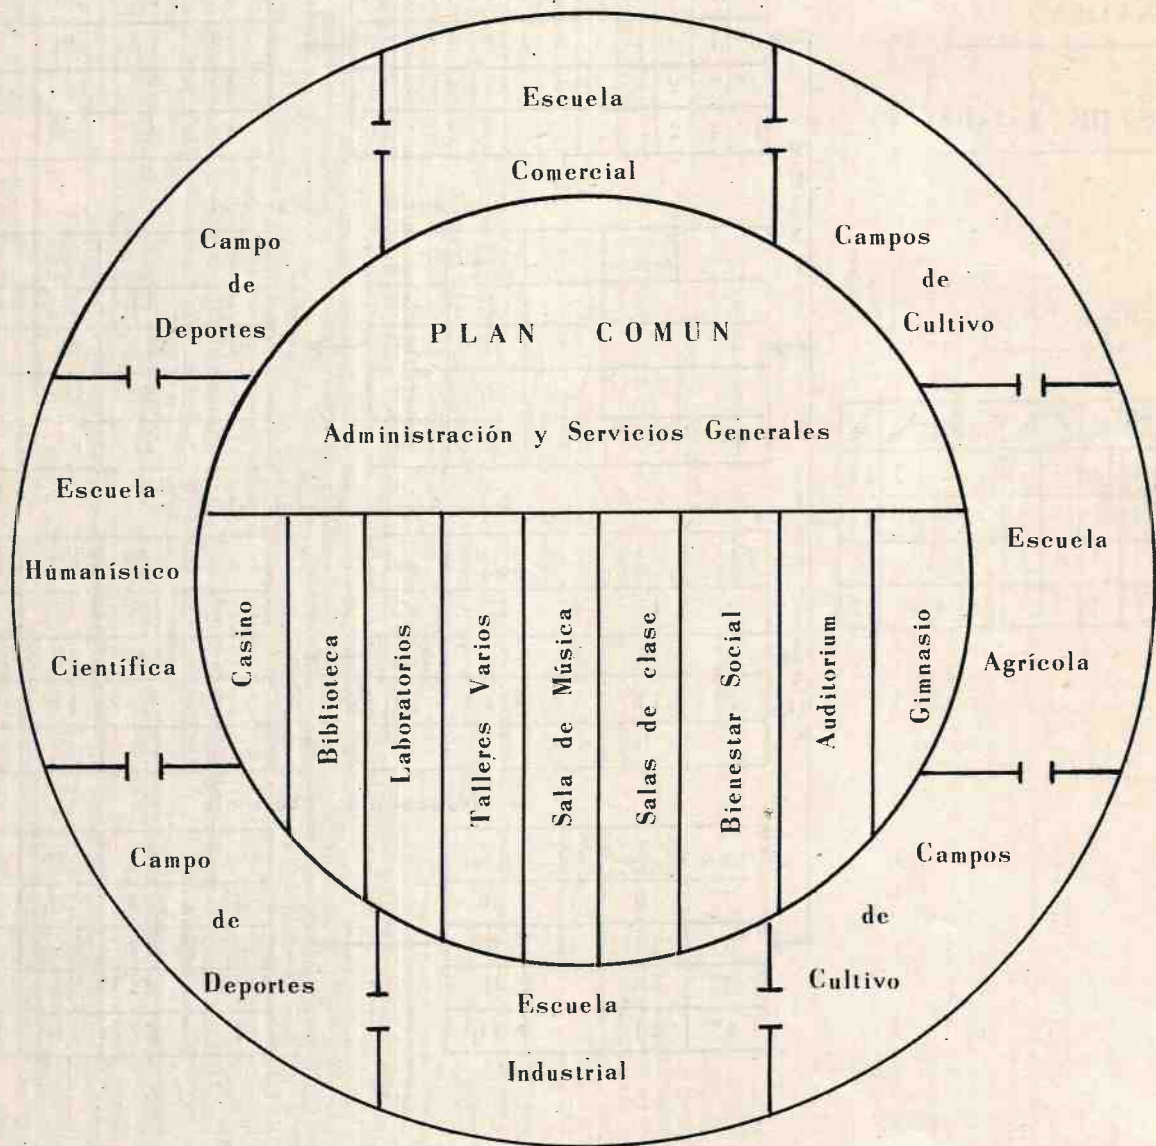 Escuela
Comercial
Campo
de
Deportes
Campos
de
Cultivo
PLAN COMUN
Administración y Servicios Generales
Escuela
Humanístico
Científica
Escuela
Agrícola
Casino
Biblioteca
Laboratorios
Talleres Varios
Sala de Música
Salas de clase
Bienestar Social
Auditorium
Gimnasio
Campo
de
Deportes
Campos
de
Cultivo
Escuela
Industrial